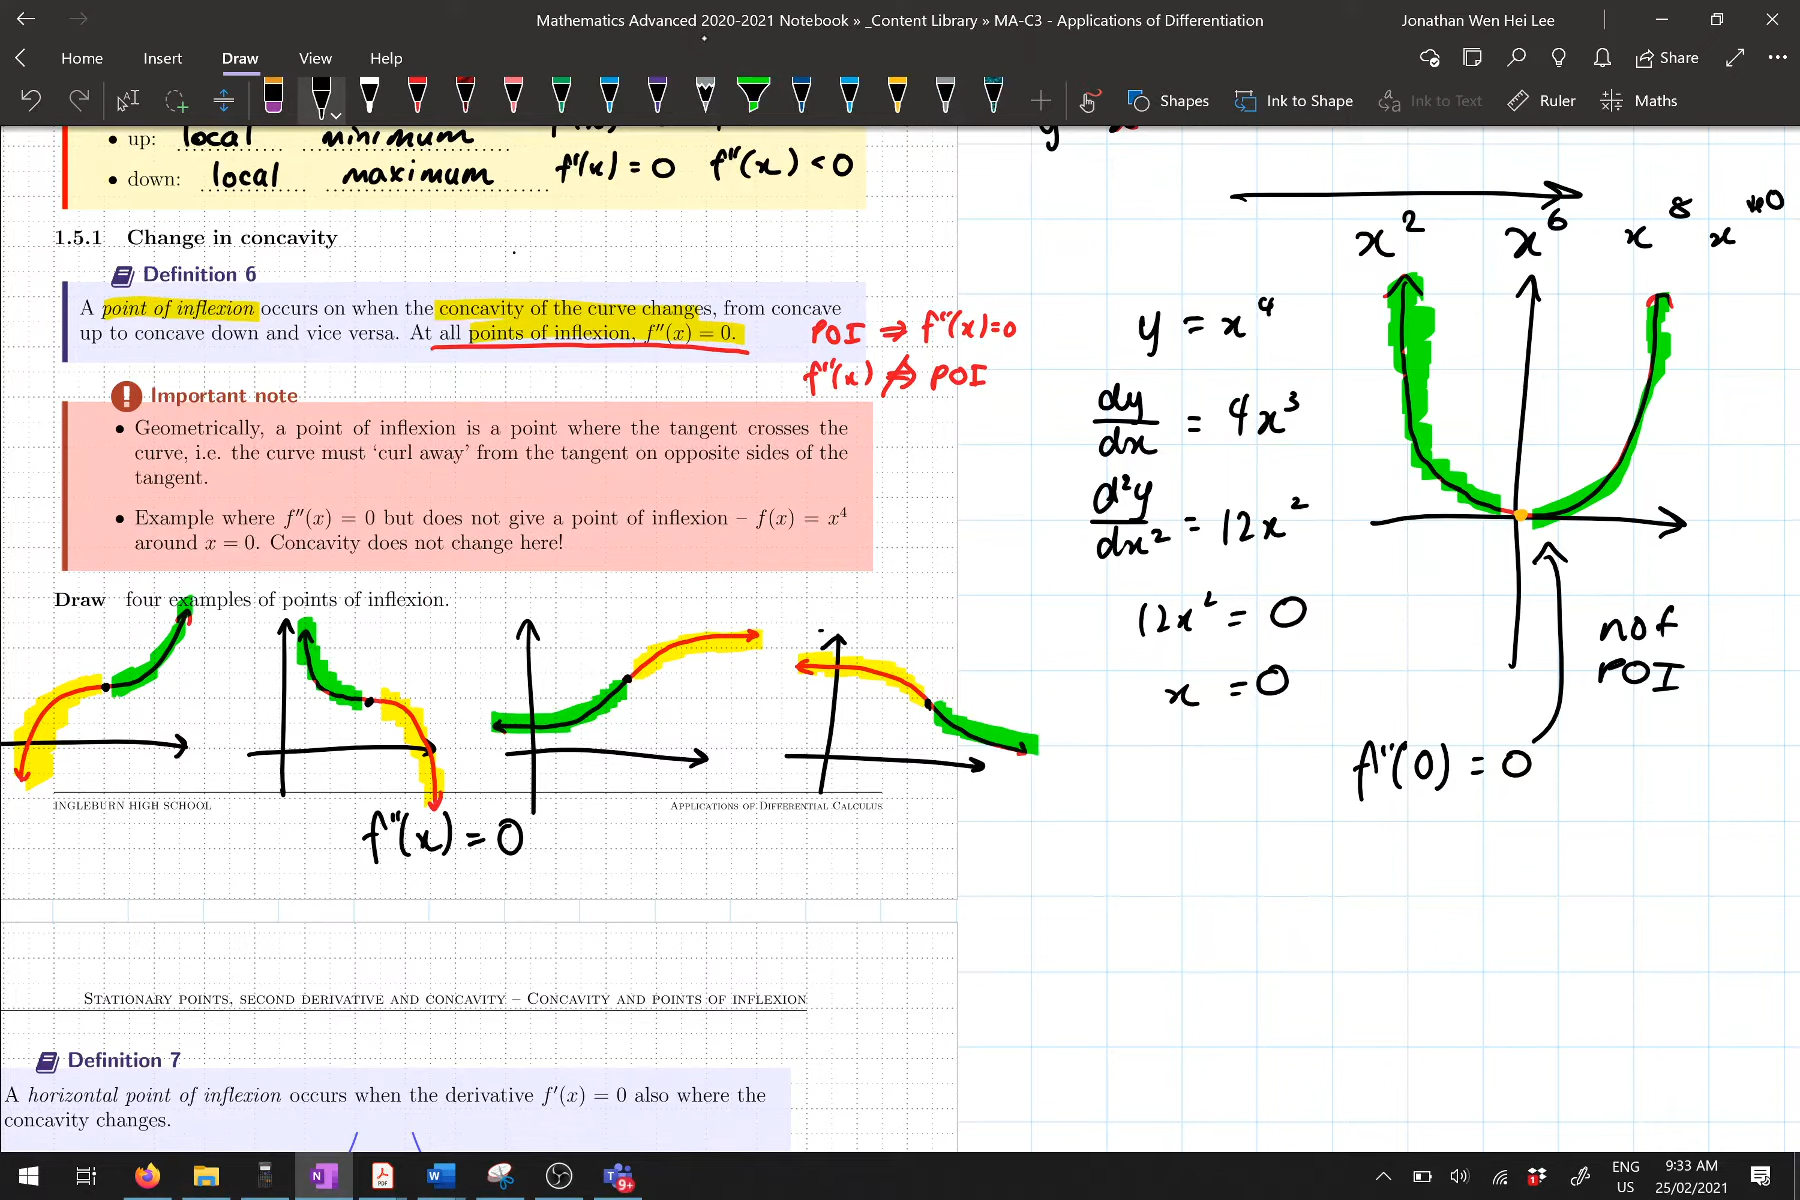 Mathematics Advanced 2020-2021 Notebook » _Content Library » MA-C3 - Applications of Differentiation
Jonathan Wen Hei Lee
Home Insert Draw View Help
Share
Shapes Ink to Shape Ink to Text Ruler Maths
• up: local minimum
• down: local maximum f'(x) = 0 f''(x) < 0
1.5.1 Change in concavity
Definition 6
A point of inflexion occurs on when the concavity of the curve changes, from concave
up to concave down and vice versa. At all points of inflexion, f''(x) = 0.
POI ⇒ f''(x)=0
f''(x) ⇏ POI
Important note
• Geometrically, a point of inflexion is a point where the tangent crosses the
curve, i.e. the curve must ‘curl away’ from the tangent on opposite sides of the
tangent.
• Example where f''(x) = 0 but does not give a point of inflexion – f(x) = x⁴
around x = 0. Concavity does not change here!
Draw four examples of points of inflexion.
INGLEBURN HIGH SCHOOL
APPLICATIONS OF DIFFERENTIAL CALCULUS
f''(x) = 0
STATIONARY POINTS, SECOND DERIVATIVE AND CONCAVITY – CONCAVITY AND POINTS OF INFLEXION
Definition 7
A horizontal point of inflexion occurs when the derivative f'(x) = 0 also where the
concavity changes.
x² x⁶ x⁸ x¹⁰
y = x⁴
dy/dx = 4x³
d²y/dx² = 12x²
12x² = 0
x = 0
not
POI
f''(0) = 0
9+
1
ENG
US
9:33 AM
25/02/2021